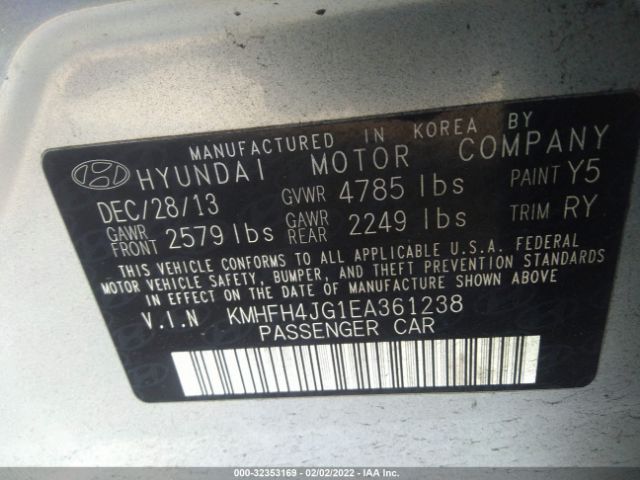 MANUFACTURED IN KOREA BY
HYUNDAI MOTOR COMPANY
DEC/28/13 GVWR 4785 lbs PAINT Y5
GAWR FRONT 2579 lbs GAWR REAR 2249 lbs TRIM RY
THIS VEHICLE CONFORMS TO ALL APPLICABLE U.S.A. FEDERAL
MOTOR VEHICLE SAFETY, BUMPER, AND THEFT PREVENTION STANDARDS
IN EFFECT ON THE DATE OF MANUFACTURE SHOWN ABOVE
V.I.N KMHFH4JG1EA361238
PASSENGER CAR
000-32353169 - 02/02/2022 - IAA Inc.